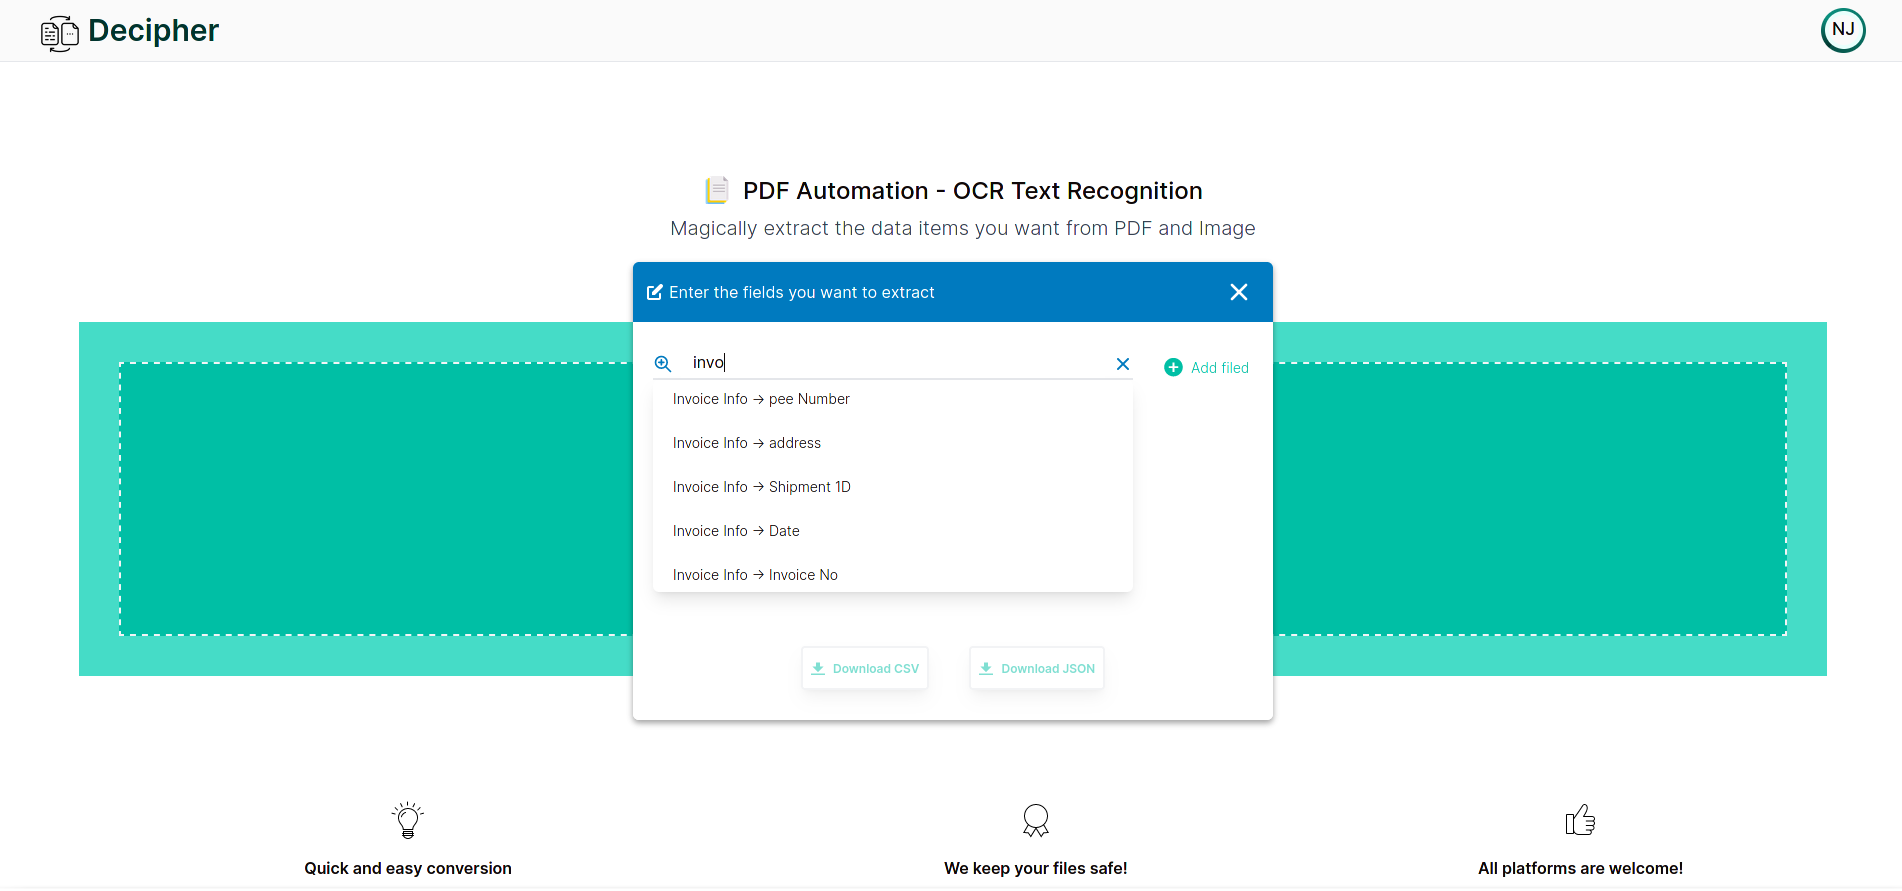 Decipher
NJ
PDF Automation - OCR Text Recognition
Magically extract the data items you want from PDF and Image
Enter the fields you want to extract
invo
Add filed
Invoice Info → pee Number
Invoice Info → address
Invoice Info → Shipment 1D
Invoice Info → Date
Invoice Info → Invoice No
Download CSV
Download JSON
Quick and easy conversion
We keep your files safe!
All platforms are welcome!